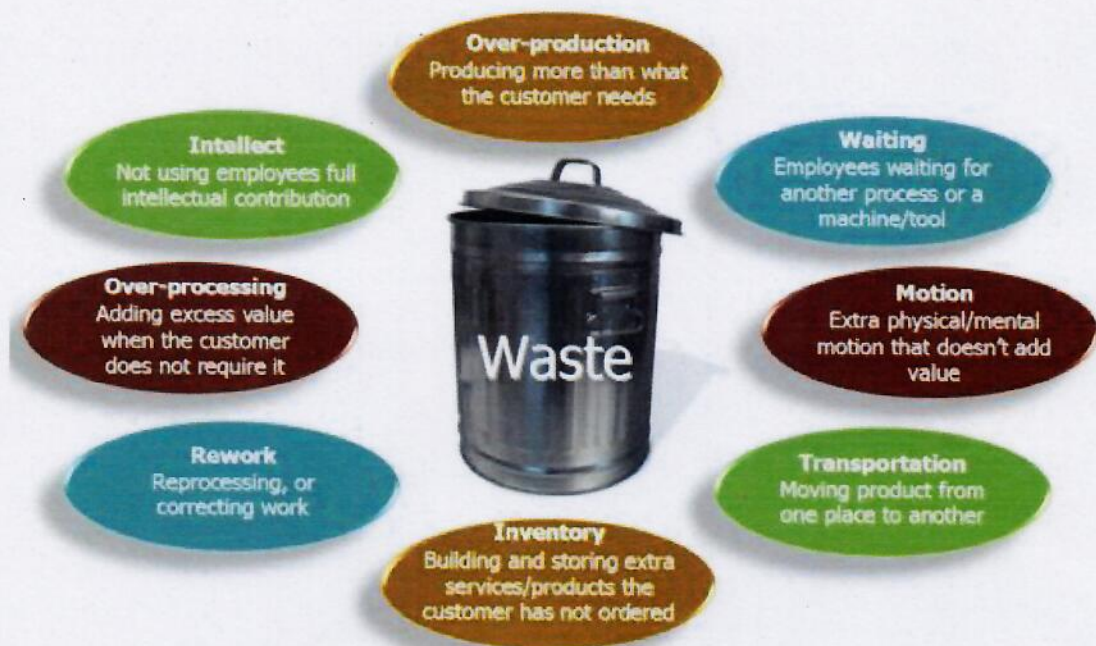 Over-production
Producing more than what
the customer needs
Intellect
Not using employees full
intellectual contribution
Waiting
Employees waiting for
another process or a
machine/tool
Over-processing
Adding excess value
when the customer
does not require it
Waste
Motion
Extra physical/mental
motion that doesn't add
value
Rework
Reprocessing, or
correcting work
Transportation
Moving product from
one place to another
Inventory
Building and storing extra
services/products the
customer has not ordered